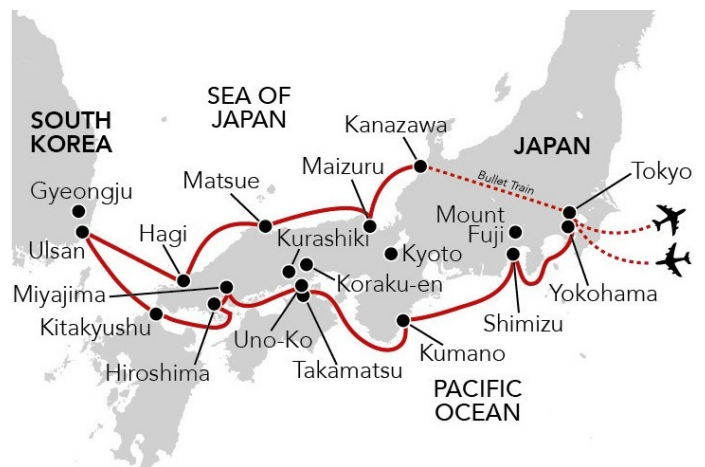 SEA OF
JAPAN
SOUTH
KOREA
Kanazawa
JAPAN
Maizuru
Bullet Train
Tokyo
Matsue
Gyeongju
Mount
Fuji
Hagi
Kurashiki
Ulsan
Kyoto
Koraku-en
Miyajima
Yokohama
Kitakyushu
Shimizu
Uno-Ko
Kumano
Hiroshima
Takamatsu
PACIFIC
OCEAN